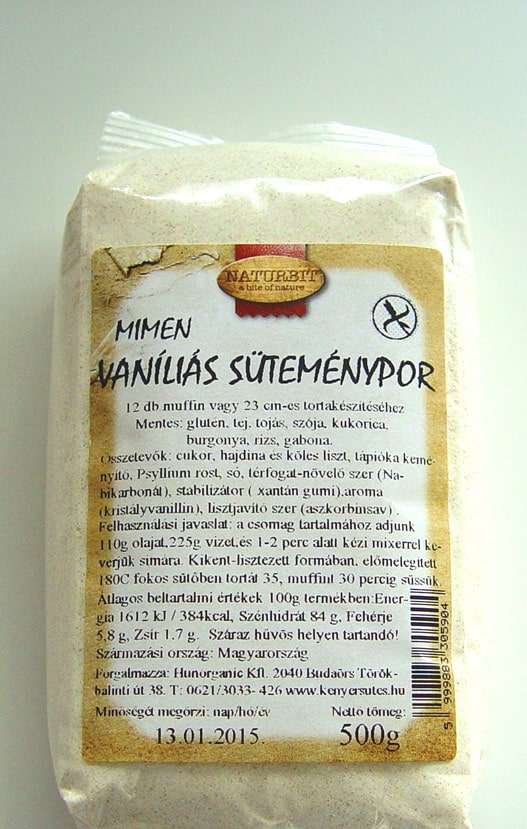 NATURBIT
a bite of nature
MIMEN
VANÍLIÁS SÜTEMÉNYPOR
12 db muffin vagy 23 cm-es tortakészítéséhez
Mentes: glutén, tej, tojás, szója, kukorica,
burgonya, rizs, gabona.
Összetevők: cukor, hajdina és köles liszt, tápióka kemé-
nyítő, Psyllium rost, só, térfogat-növelő szer (Na-
bikarbonát), stabilizátor ( xantán gumi),aroma
(kristályvanillin), lisztjavító szer (aszkorbinsav) .
Felhasználási javaslat: a csomag tartalmához adjunk
110g olajat,225g vizet,és 1-2 perc alatt kézi mixerrel ke-
verjük simára. Kikent-lisztezett formában, előmelegített
180C fokos sütőben tortát 35, muffint 30 percig süssük
Átlagos beltartalmi értékek 100g termékben:Ener-
gia 1612 kJ / 384kcal, Szénhidrát 84 g, Fehérje
5,8 g, Zsír 1,7 g. Száraz hűvös helyen tartandó!
Származási ország: Magyarország
Forgalmazza: Hunorganic Kft. 2040 Budaörs Török-
bálinti út 38. T: 0621/3033- 426 www.kenyersutes.hu
Minőségét megőrzi: nap/hó/év Nettó tömeg:
13.01.2015. 500g
5 999883 305904